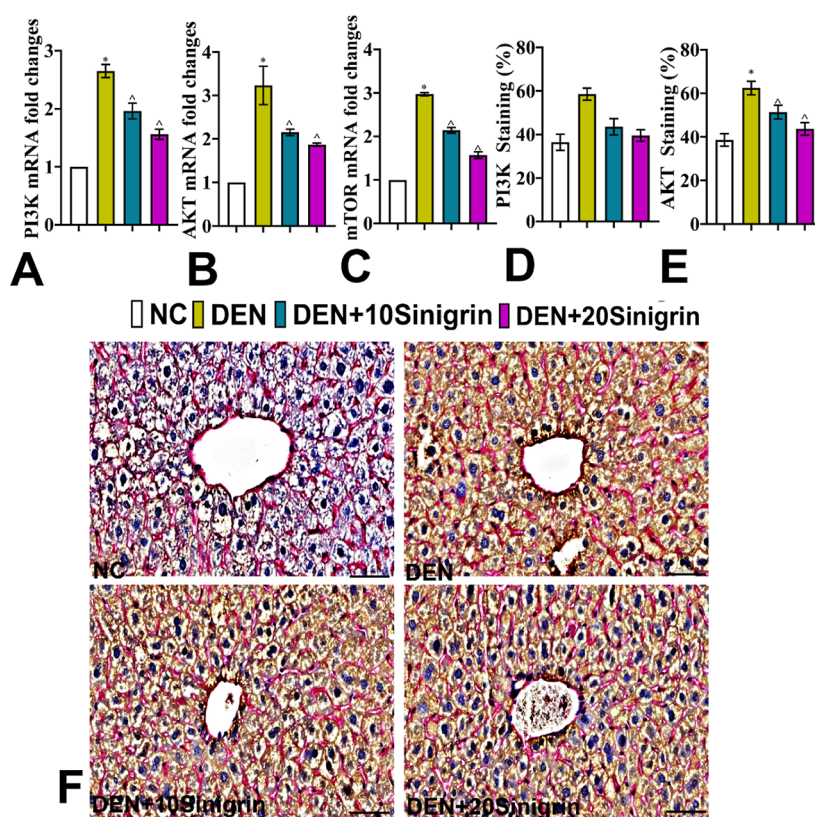 PI3K mRNA fold changes
3
2
1
0
*
^
^
A
AKT mRNA fold changes
4
3
2
1
0
*
^
^
B
mTOR mRNA fold changes
4
3
2
1
0
*
^
^
C
PI3K Staining (%)
80
60
40
20
0
D
AKT Staining (%)
80
60
40
20
0
*
^
^
E
NC DEN DEN+10Sinigrin DEN+20Sinigrin
NC
DEN
DEN+10Sinigrin
DEN+20Sinigrin
F